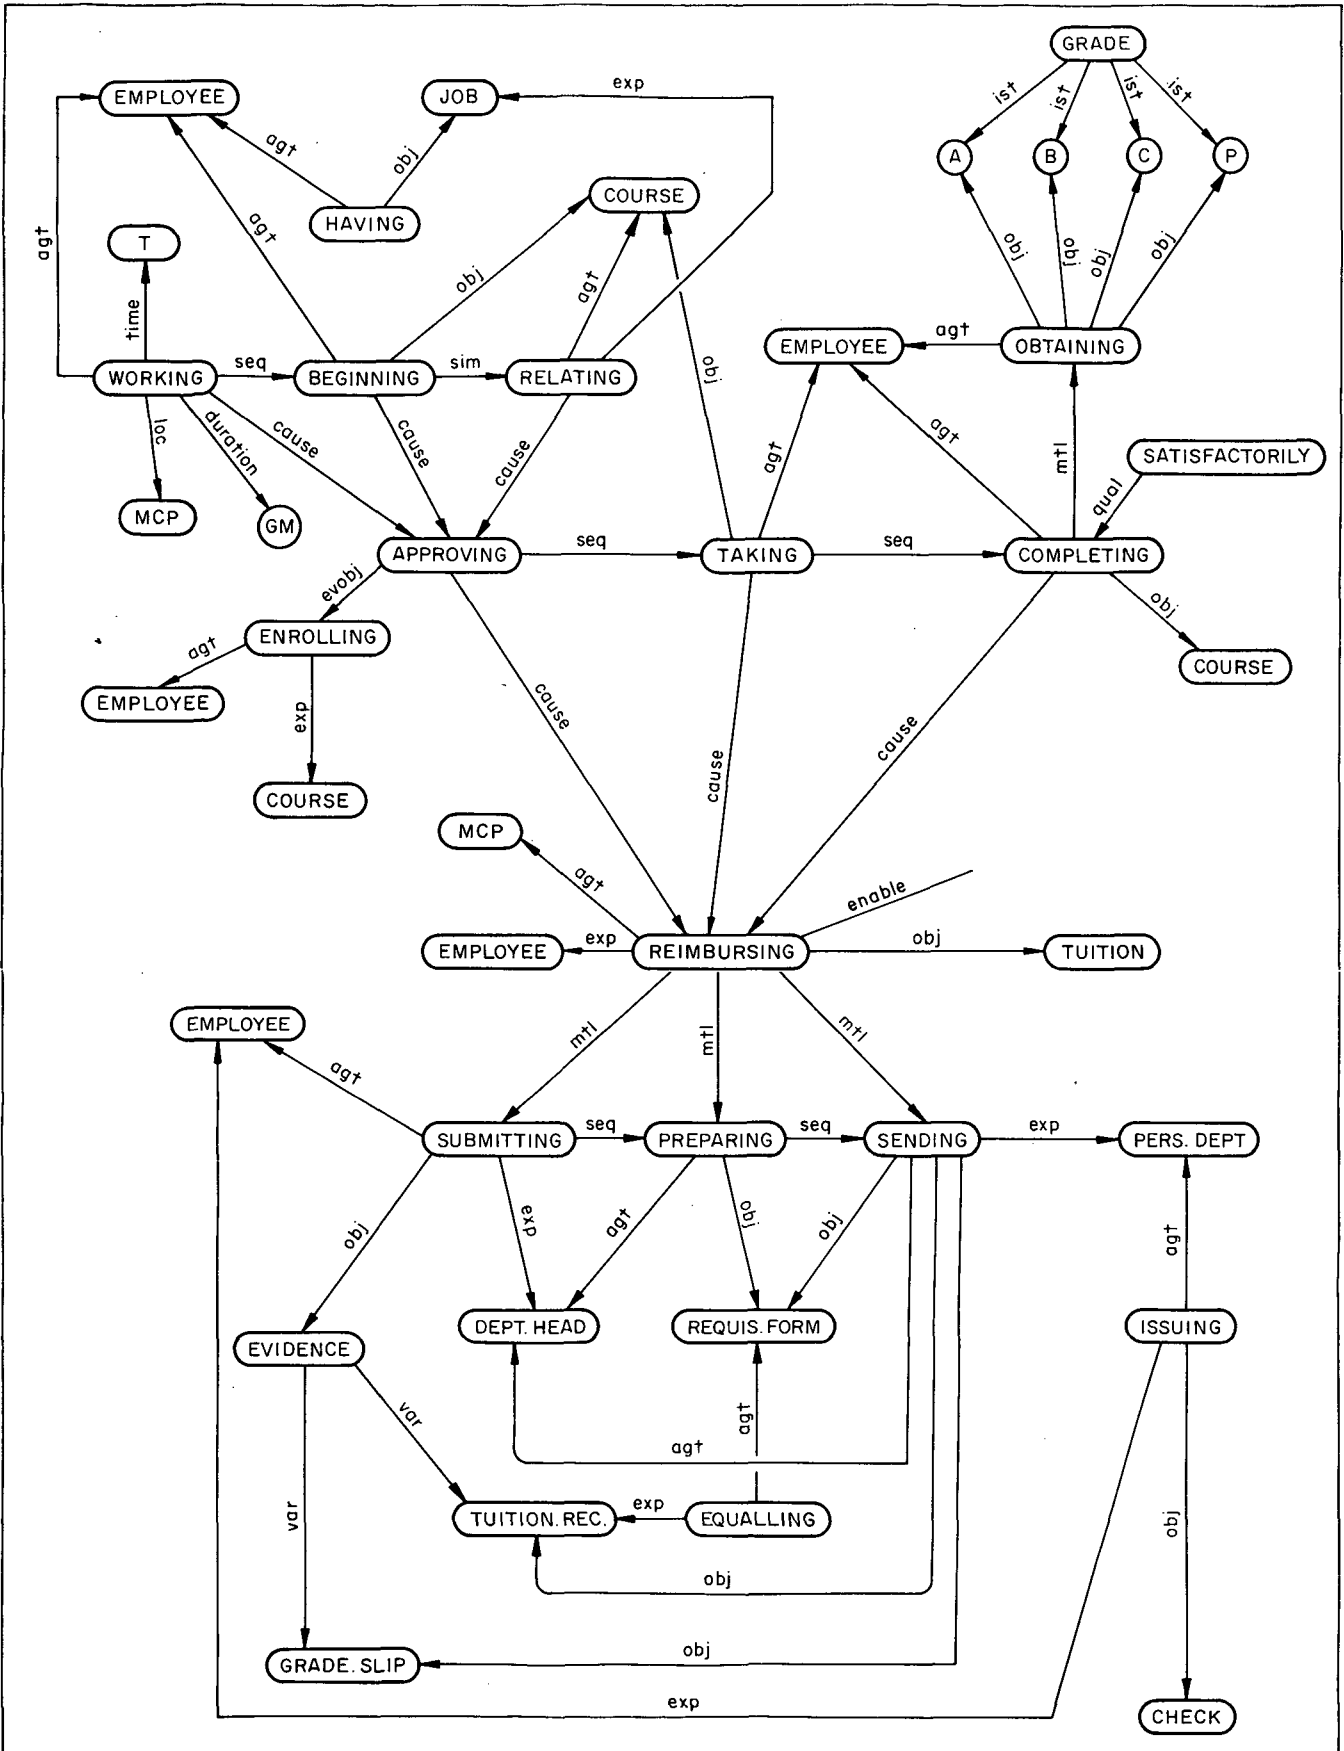 GRADE
ist
ist
ist
ist
EMPLOYEE
JOB
exp
A
B
C
P
agt
obj
COURSE
HAVING
agt
agt
T
obj
agt
obj
obj
obj
obj
time
EMPLOYEE
agt
OBTAINING
WORKING
seq
BEGINNING
sim
RELATING
obj
loc
duration
cause
cause
cause
agt
agt
mtl
SATISFACTORILY
qual
MCP
GM
APPROVING
seq
TAKING
seq
COMPLETING
evobj
obj
ENROLLING
agt
COURSE
EMPLOYEE
exp
cause
cause
cause
COURSE
MCP
agt
enable
EMPLOYEE
exp
REIMBURSING
obj
TUITION
EMPLOYEE
mtl
mtl
mtl
agt
SUBMITTING
seq
PREPARING
seq
SENDING
exp
PERS. DEPT
obj
exp
agt
obj
obj
agt
DEPT. HEAD
REQUIS. FORM
ISSUING
EVIDENCE
var
agt
agt
var
TUITION. REC.
exp
EQUALLING
obj
obj
GRADE. SLIP
obj
exp
CHECK